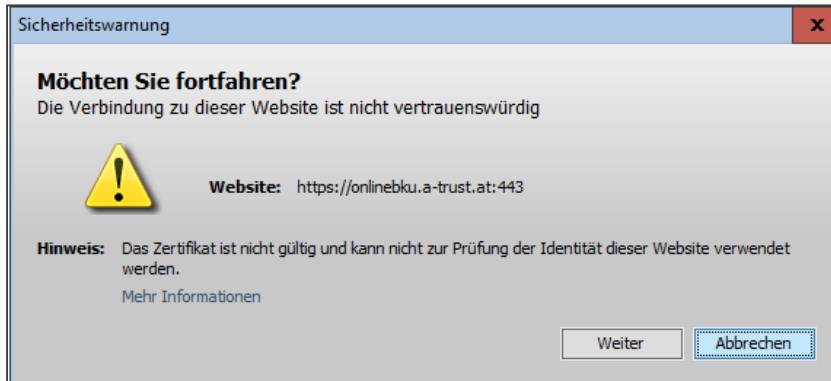 Sicherheitswarnung
x
Möchten Sie fortfahren?
Die Verbindung zu dieser Website ist nicht vertrauenswürdig
Website: https://onlinebku.a-trust.at:443
Hinweis: Das Zertifikat ist nicht gültig und kann nicht zur Prüfung der Identität dieser Website verwendet
werden.
Mehr Informationen
Weiter Abbrechen